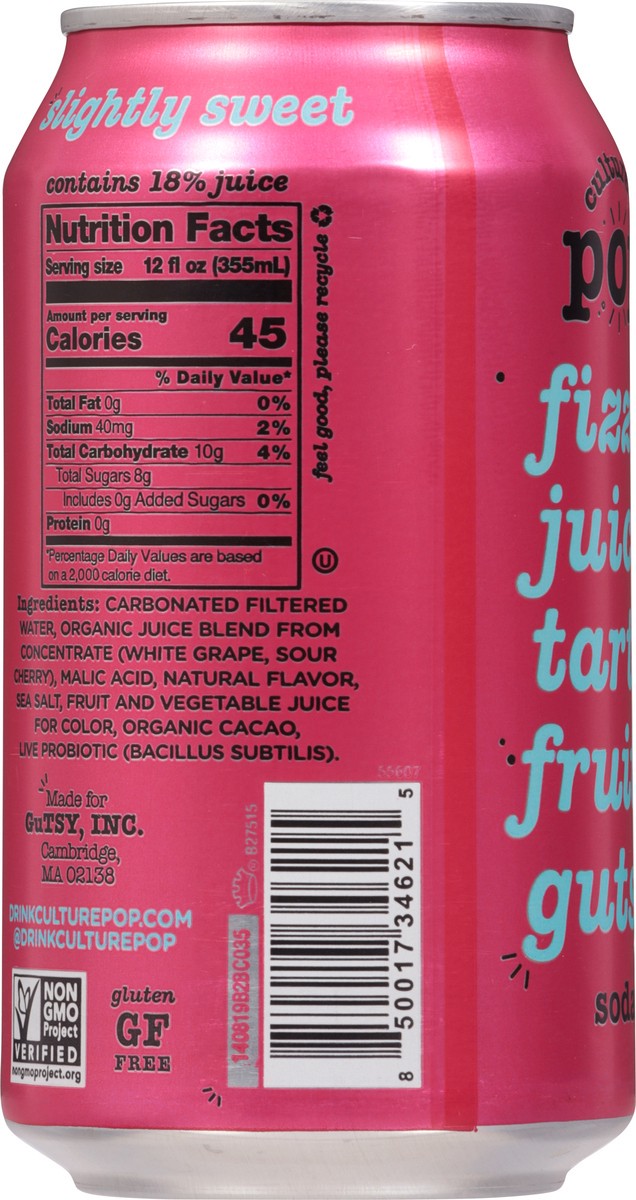 slightly sweet
contains 18% juice
Nutrition Facts
Serving size 12 fl oz (355mL)
Amount per serving
Calories 45
% Daily Value*
Total Fat 0g 0%
Sodium 40mg 2%
Total Carbohydrate 10g 4%
Total Sugars 8g
Includes 0g Added Sugars 0%
Protein 0g
*Percentage Daily Values are based
on a 2,000 calorie diet.
feel good, please recycle
U
Ingredients: CARBONATED FILTERED
WATER, ORGANIC JUICE BLEND FROM
CONCENTRATE (WHITE GRAPE, SOUR
CHERRY), MALIC ACID, NATURAL FLAVOR,
SEA SALT, FRUIT AND VEGETABLE JUICE
FOR COLOR, ORGANIC CACAO,
LIVE PROBIOTIC (BACILLUS SUBTILIS).
Made for
GuTSY, INC.
Cambridge,
MA 02138
DRINKCULTUREPOP.COM
@DRINKCULTUREPOP
NON
GMO
Project
VERIFIED
nongmoproject.org
gluten
GF
FREE
140819B28C035
B27515
8 50017 34621 5
cultu
po
fizz
juic
tart
frui
guts
soda